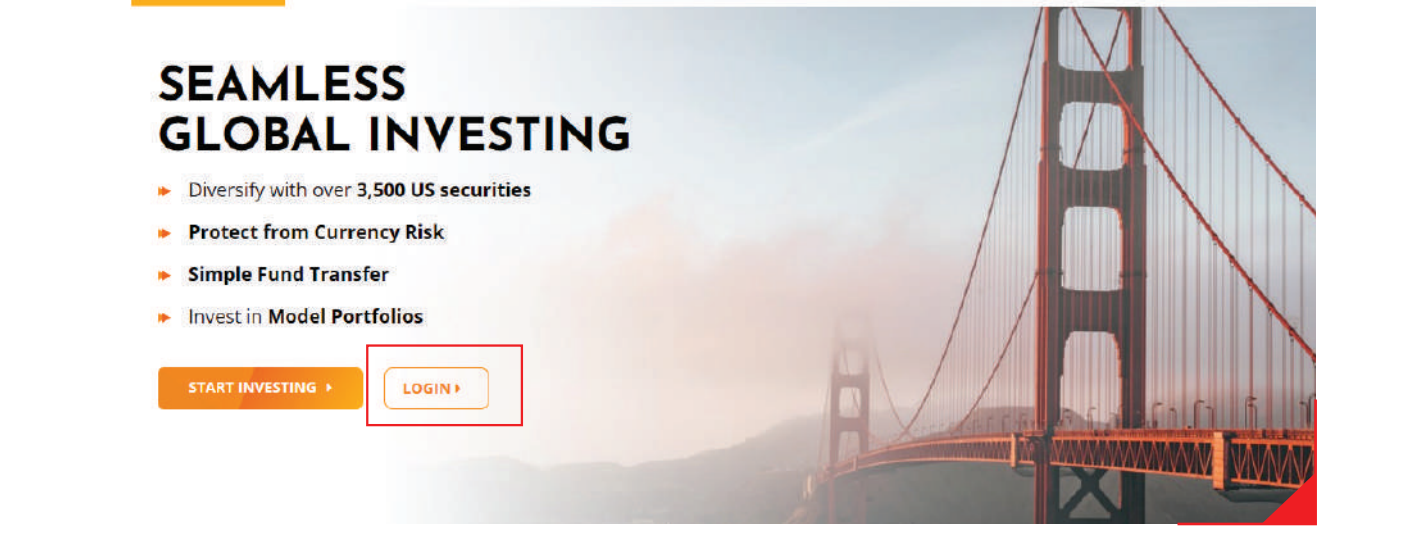 SEAMLESS
GLOBAL INVESTING
Diversify with over 3,500 US securities
Protect from Currency Risk
Simple Fund Transfer
Invest in Model Portfolios
START INVESTING
LOGIN